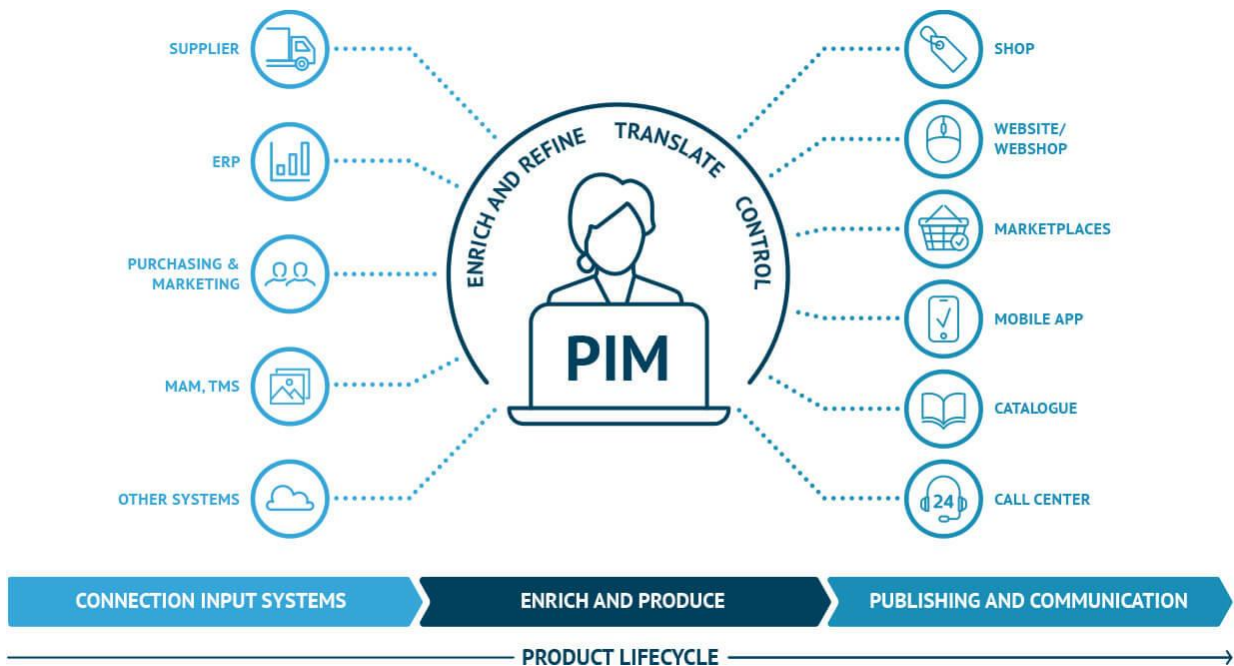 SUPPLIER
ERP
PURCHASING &
MARKETING
MAM, TMS
OTHER SYSTEMS
ENRICH AND REFINE
TRANSLATE
CONTROL
PIM
SHOP
WEBSITE/
WEBSHOP
MARKETPLACES
MOBILE APP
CATALOGUE
24
CALL CENTER
CONNECTION INPUT SYSTEMS
ENRICH AND PRODUCE
PUBLISHING AND COMMUNICATION
PRODUCT LIFECYCLE